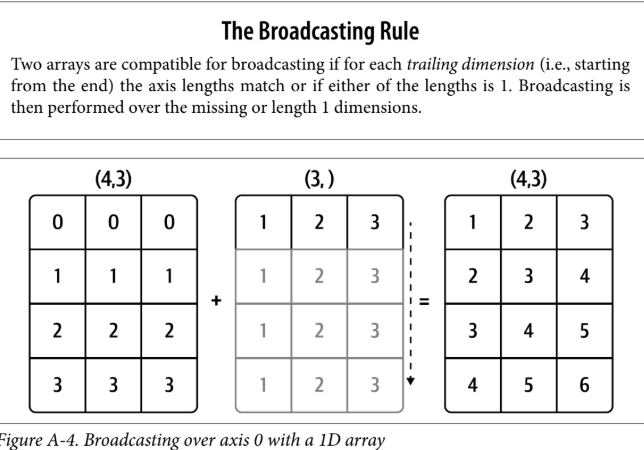 The Broadcasting Rule
Two arrays are compatible for broadcasting if for each trailing dimension (i.e., starting
from the end) the axis lengths match or if either of the lengths is 1. Broadcasting is
then performed over the missing or length 1 dimensions.
(4,3) (3, ) (4,3)
0 0 0 1 2 3 1 2 3
1 1 1 1 2 3 2 3 4
+ =
2 2 2 1 2 3 3 4 5
3 3 3 1 2 3 4 5 6
Figure A-4. Broadcasting over axis 0 with a 1D array